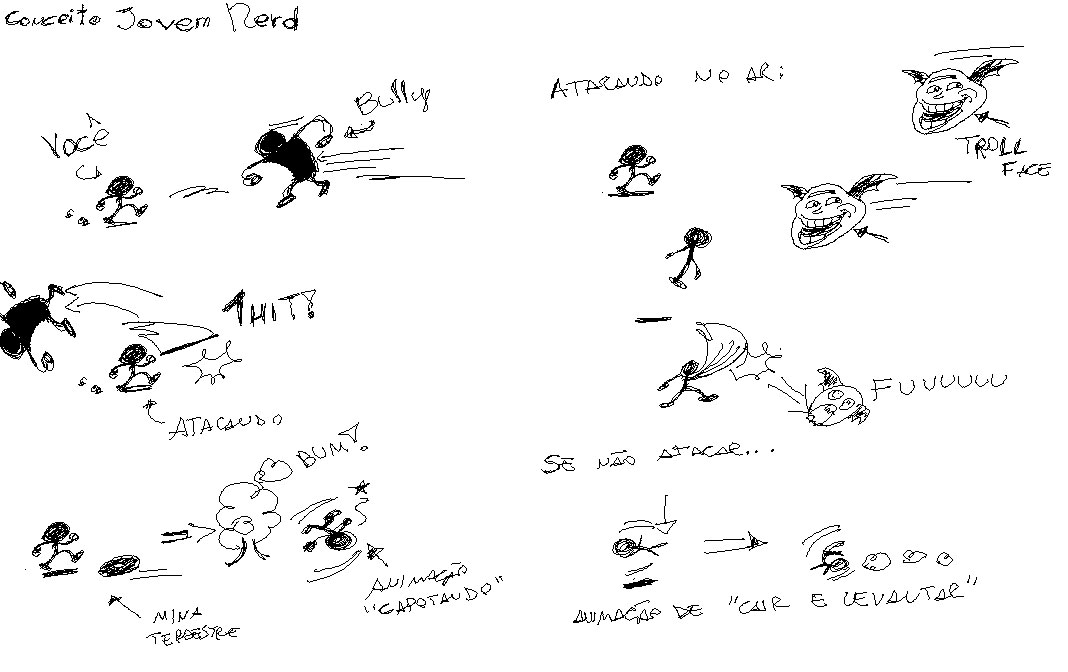 Conceito Jovem Nerd
Você
Bully
1 HIT!
ATACANDO
BUM!
MINA
TERRESTRE
ANIMAÇÃO
"CAPOTANDO"
ATACANDO NO AR:
TROLL
FACE
FUUUUUU
SE NÃO ATACAR...
ANIMAÇÃO DE "CAIR E LEVANTAR"